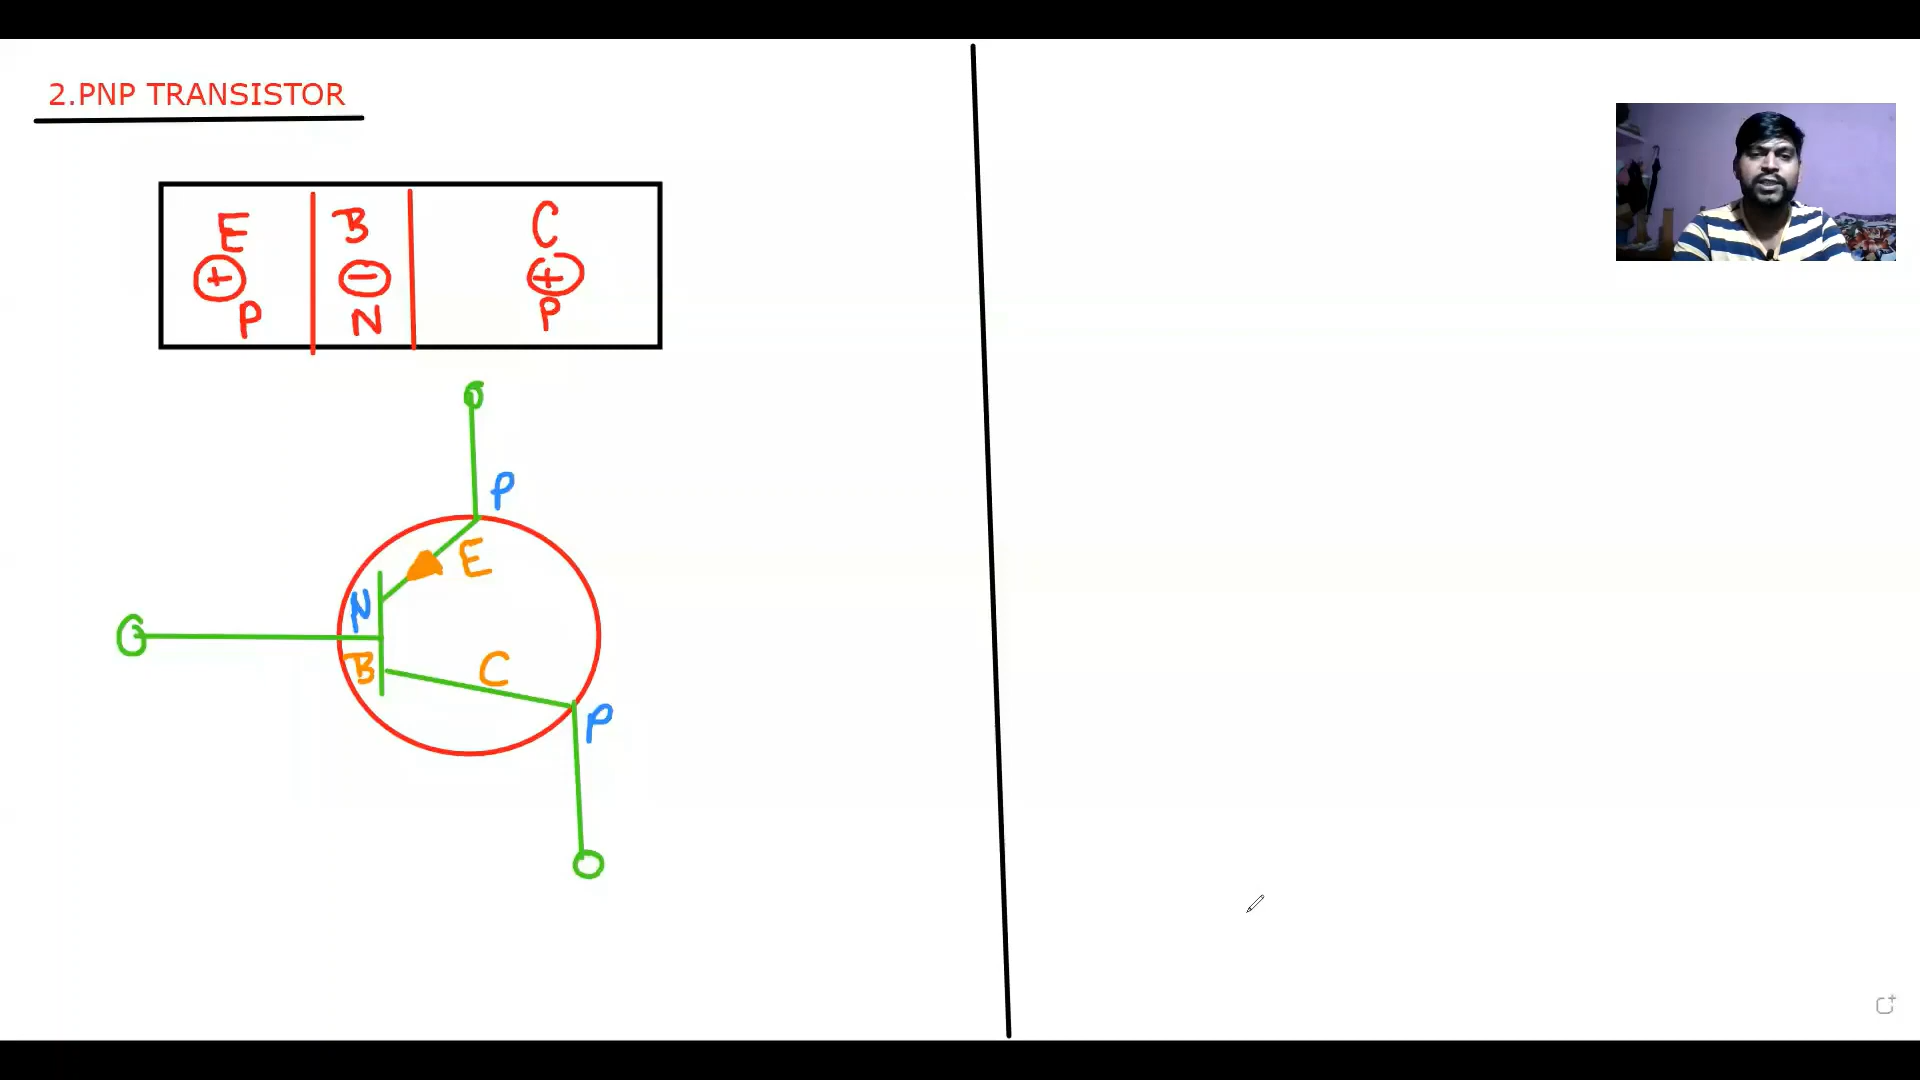 2.PNP TRANSISTOR
E B C
+ − +
P N P
P
E
N
B C
P